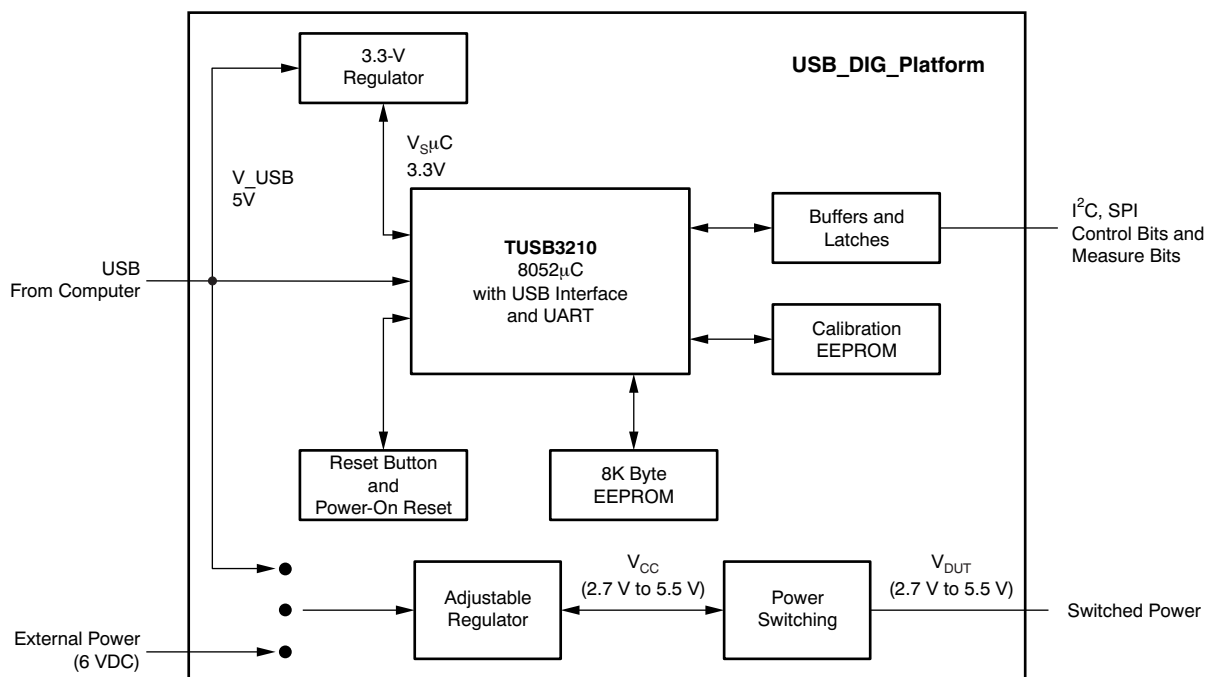 3.3-V
Regulator
USB_DIG_Platform
V_USB
5V
VSμC
3.3V
TUSB3210
8052μC
with USB Interface
and UART
Buffers and
Latches
I2C, SPI
Control Bits and
Measure Bits
USB
From Computer
Calibration
EEPROM
Reset Button
and
Power-On Reset
8K Byte
EEPROM
Adjustable
Regulator
VCC
(2.7 V to 5.5 V)
Power
Switching
VDUT
(2.7 V to 5.5 V)
Switched Power
External Power
(6 VDC)